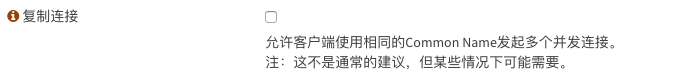 复制连接
允许客户端使用相同的Common Name发起多个并发连接。
注：这不是通常的建议，但某些情况下可能需要。